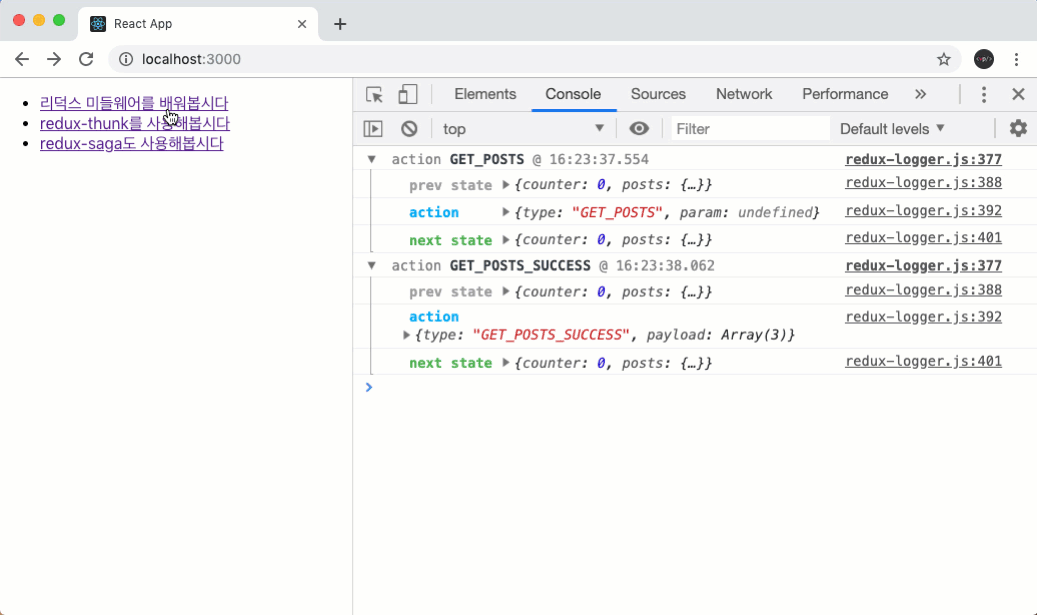 React App
localhost:3000
Elements Console Sources Network Performance
top Filter Default levels
리덕스 미들웨어를 배워봅시다
redux-thunk를 사용해봅시다
redux-saga도 사용해봅시다
action GET_POSTS @ 16:23:37.554 redux-logger.js:377
prev state {counter: 0, posts: {…}} redux-logger.js:388
action {type: "GET_POSTS", param: undefined} redux-logger.js:392
next state {counter: 0, posts: {…}} redux-logger.js:401
action GET_POSTS_SUCCESS @ 16:23:38.062 redux-logger.js:377
prev state {counter: 0, posts: {…}} redux-logger.js:388
action redux-logger.js:392
{type: "GET_POSTS_SUCCESS", payload: Array(3)}
next state {counter: 0, posts: {…}} redux-logger.js:401